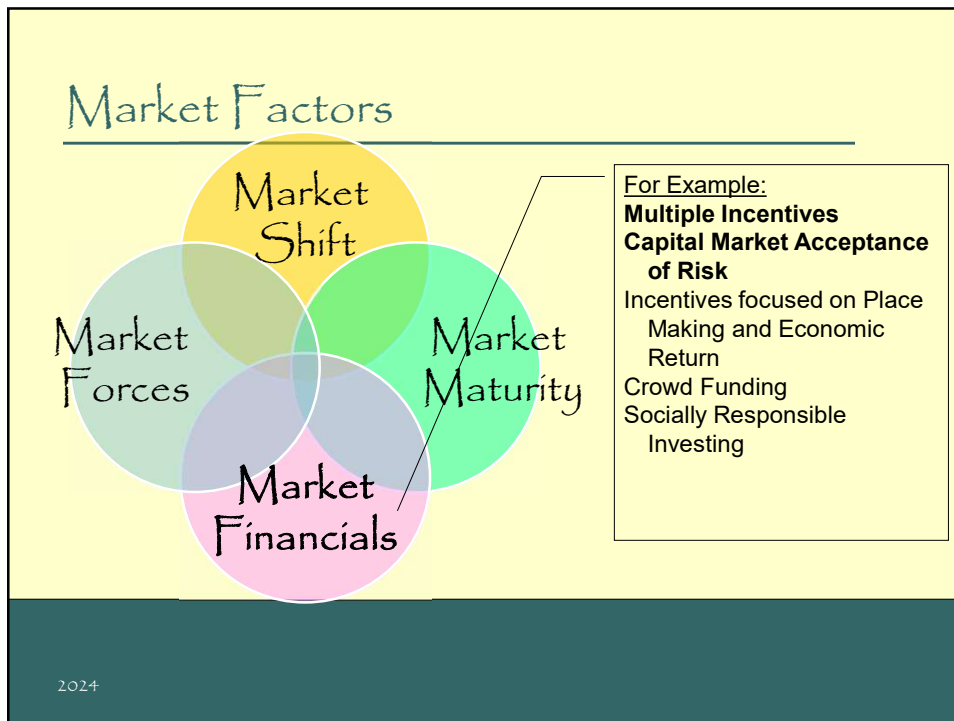 Market Factors
Market
Shift
Market
Forces
Market
Maturity
Market
Financials
For Example:
Multiple Incentives
Capital Market Acceptance
of Risk
Incentives focused on Place
Making and Economic
Return
Crowd Funding
Socially Responsible
Investing
2024